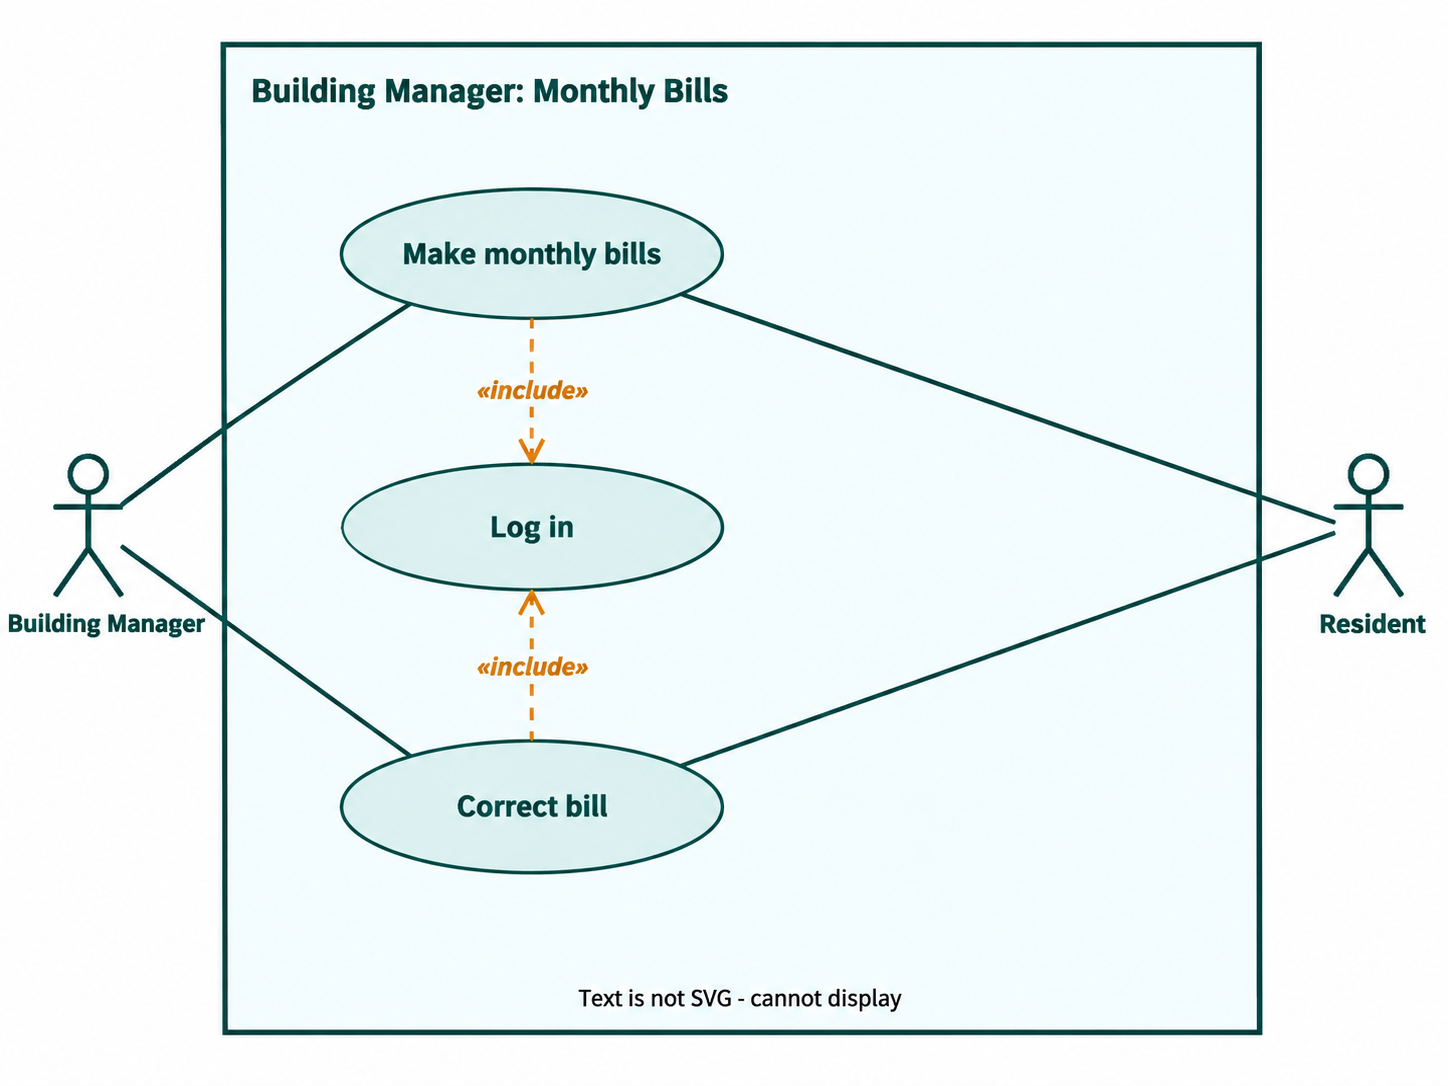 Building Manager: Monthly Bills
Make monthly bills
«include»
Log in
Building Manager
Resident
«include»
Correct bill
Text is not SVG - cannot display